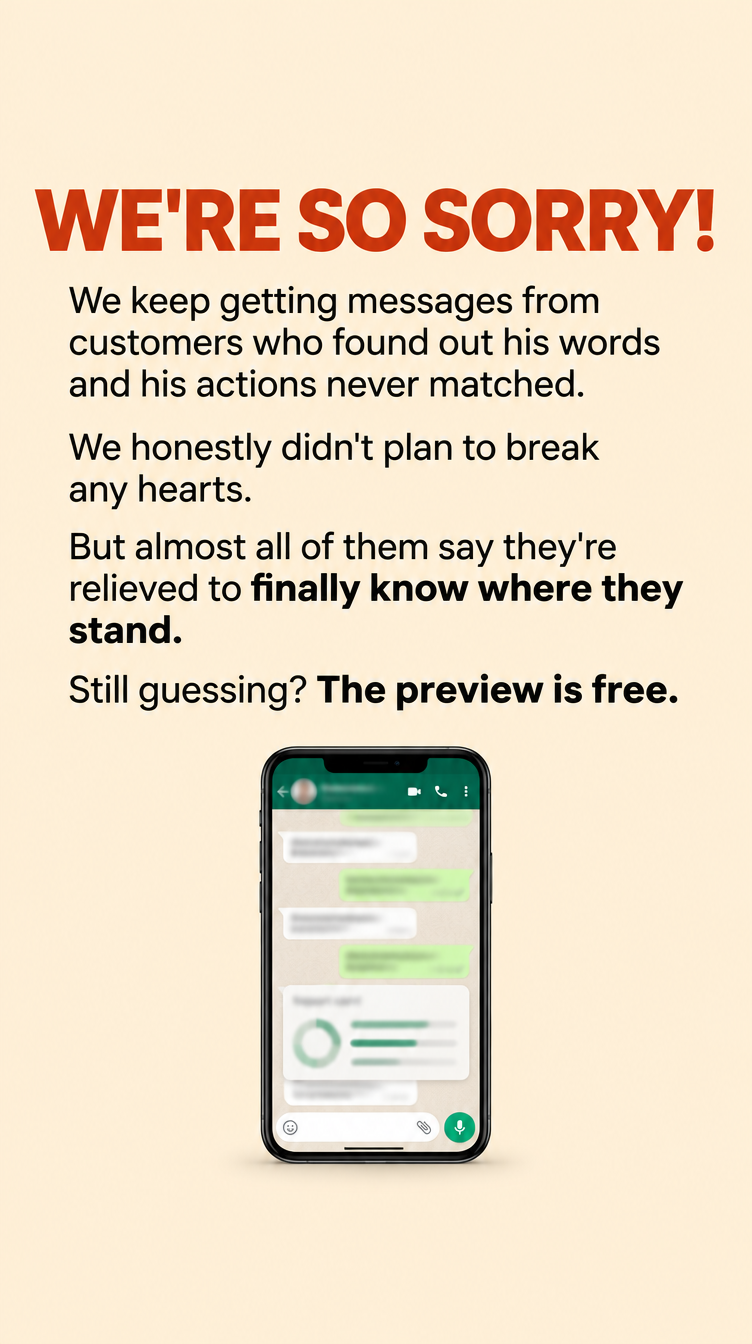 WE'RE SO SORRY!
We keep getting messages from
customers who found out his words
and his actions never matched.
We honestly didn't plan to break
any hearts.
But almost all of them say they're
relieved to finally know where they
stand.
Still guessing? The preview is free.